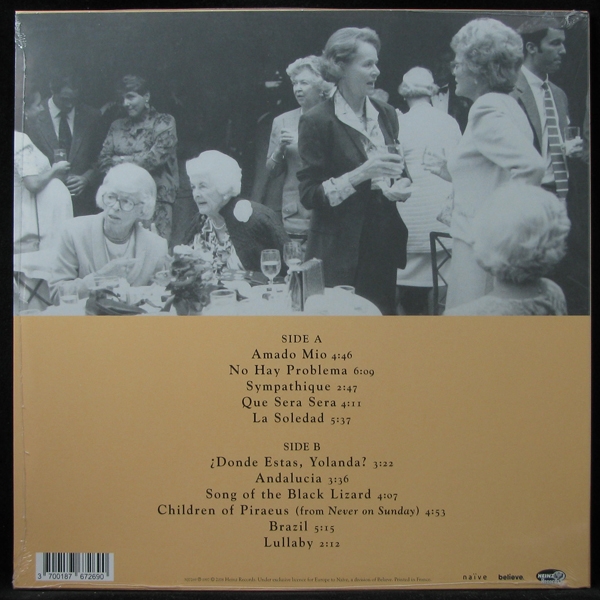 SIDE A
Amado Mio 4:46
No Hay Problema 6:09
Sympathique 2:47
Que Sera Sera 4:11
La Soledad 5:37
SIDE B
¿Donde Estas, Yolanda? 3:22
Andalucia 3:36
Song of the Black Lizard 4:07
Children of Piraeus (from Never on Sunday) 4:53
Brazil 5:15
Lullaby 2:12
3 700187 672690
naïve believe. HEINZ